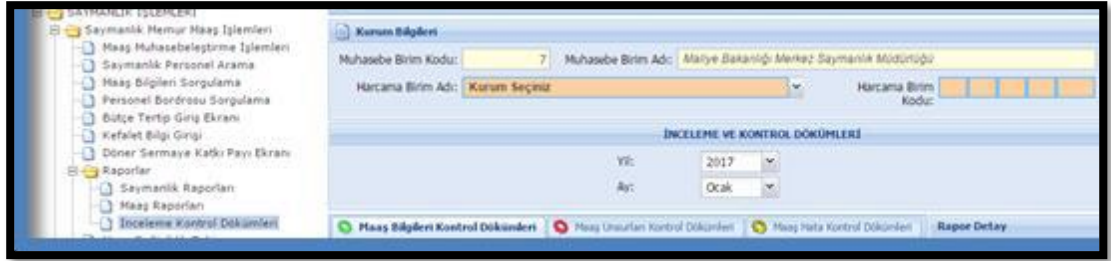 SAYMANLIK İŞLEMLERİ
Saymanlık Memur Maaş İşlemleri
Maaş Muhasebeleştirme İşlemleri
Saymanlık Personel Arama
Maaş Bilgileri Sorgulama
Personel Bordrosu Sorgulama
Bütçe Tertip Giriş Ekranı
Kefalet Bilgi Girişi
Döner Sermaye Katkı Payı Ekranı
Raporlar
Saymanlık Raporları
Maaş Raporları
İnceleme Kontrol Dökümleri
Kurum Bilgileri
Muhasebe Birim Kodu: 7 Muhasebe Birim Adı: Maliye Bakanlığı Merkez Saymanlık Müdürlüğü
Harcama Birim Adı: Kurum Seçiniz Harcama Birim
Kodu:
İNCELEME VE KONTROL DÖKÜMLERİ
Yıl: 2017
Ay: Ocak
Maaş Bilgileri Kontrol Dökümleri Maaş Unsurları Kontrol Dökümleri Maaş Hata Kontrol Dökümleri Rapor Detay